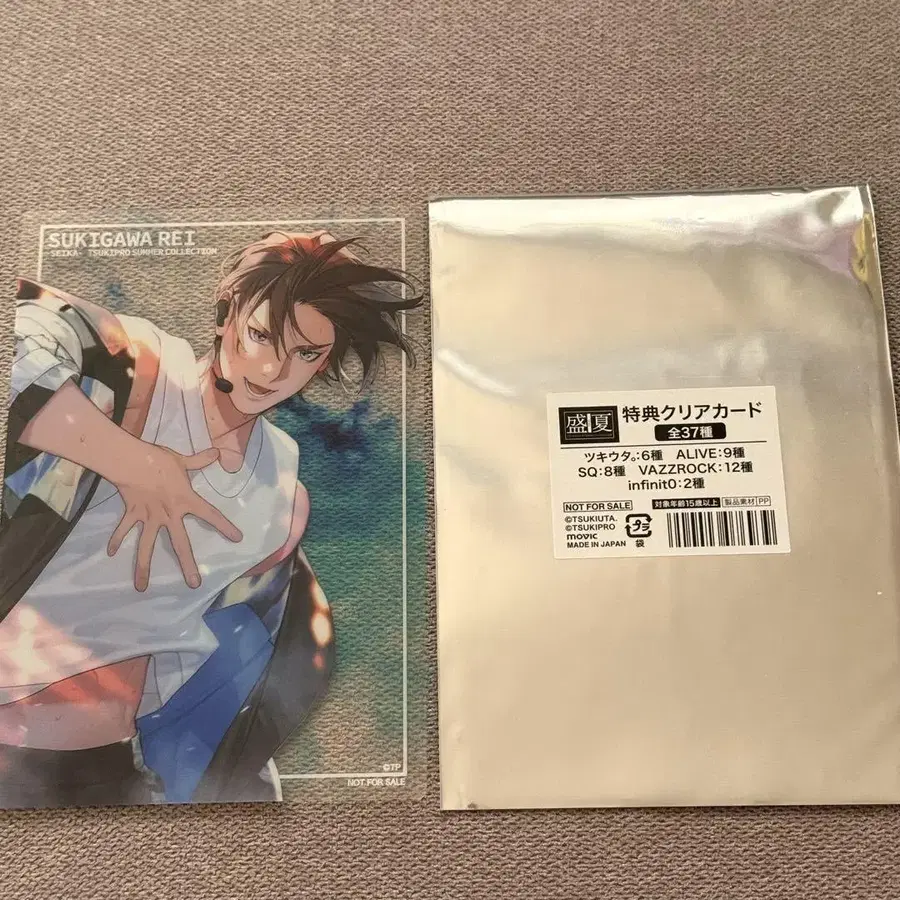 SUKIGAWA REI
-SEIKA- TSUKIPRO SUMMER COLLECTION
©TP
NOT FOR SALE
盛夏 特典クリアカード
全37種
ツキウタ。:6種 ALIVE:9種
SQ:8種 VAZZROCK:12種
infinit0:2種
NOT FOR SALE 対象年齢15歳以上 製品素材 PP
©TSUKIUTA.
©TSUKIPRO
movic
MADE IN JAPAN
プラ
袋